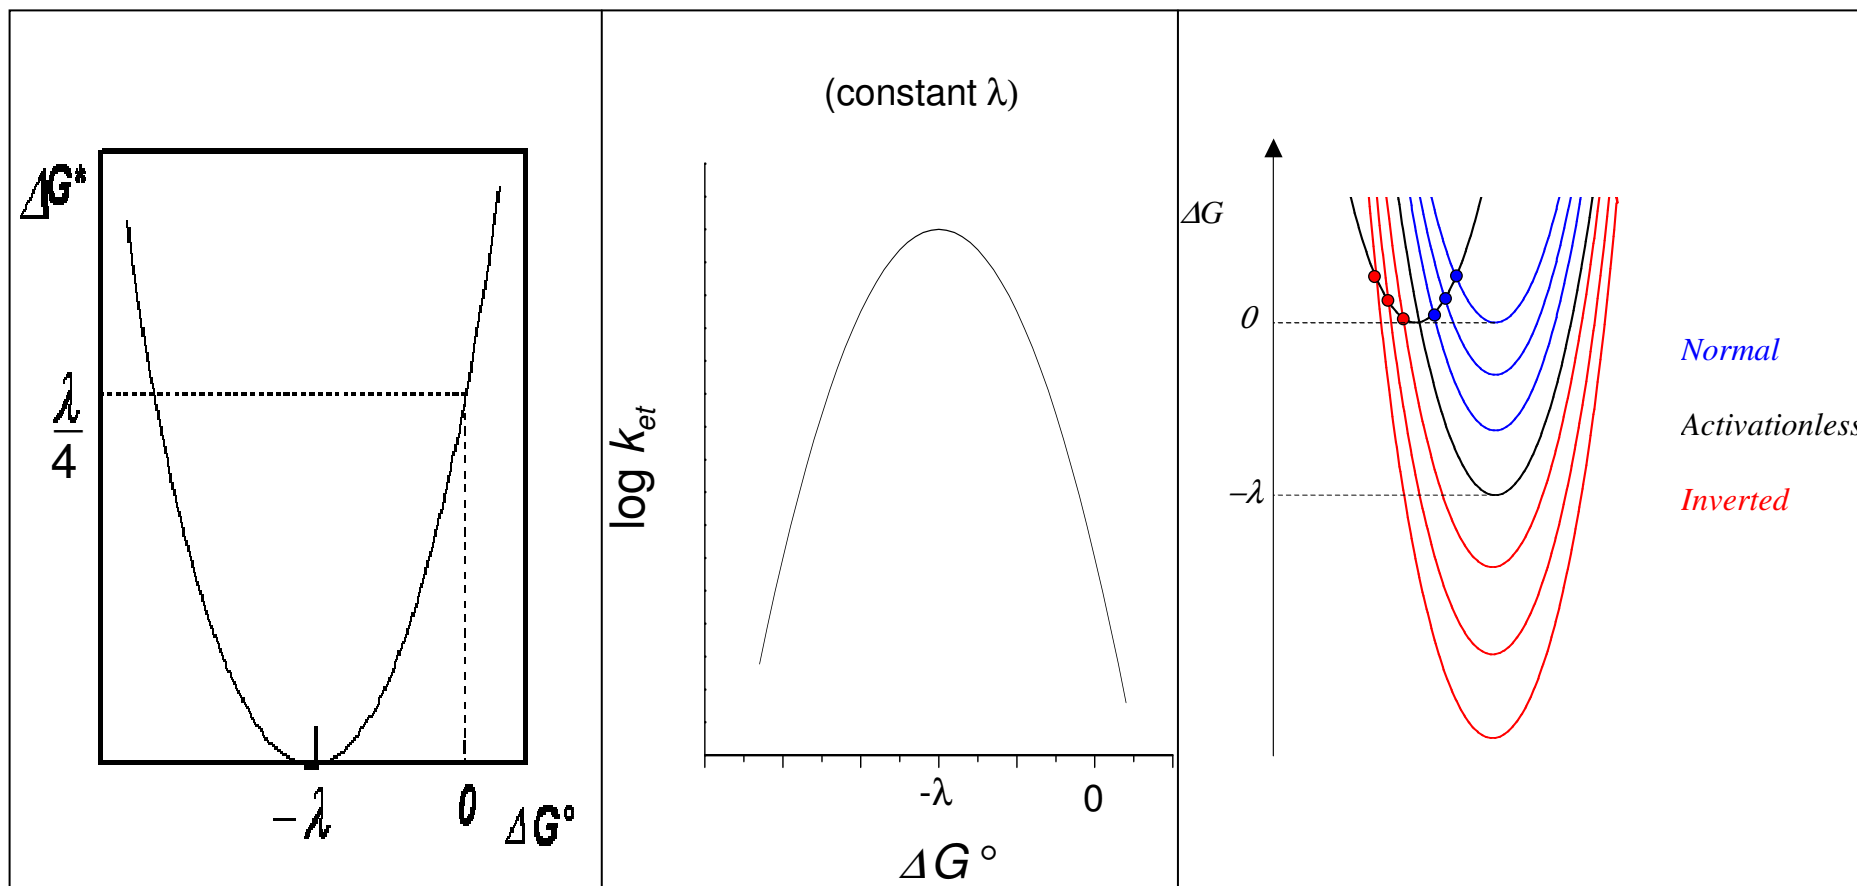 ΔG*
λ
4
−λ
0
ΔG°
(constant λ)
log k_et
-λ
0
ΔG°
ΔG
0
−λ
Normal
Activationless
Inverted